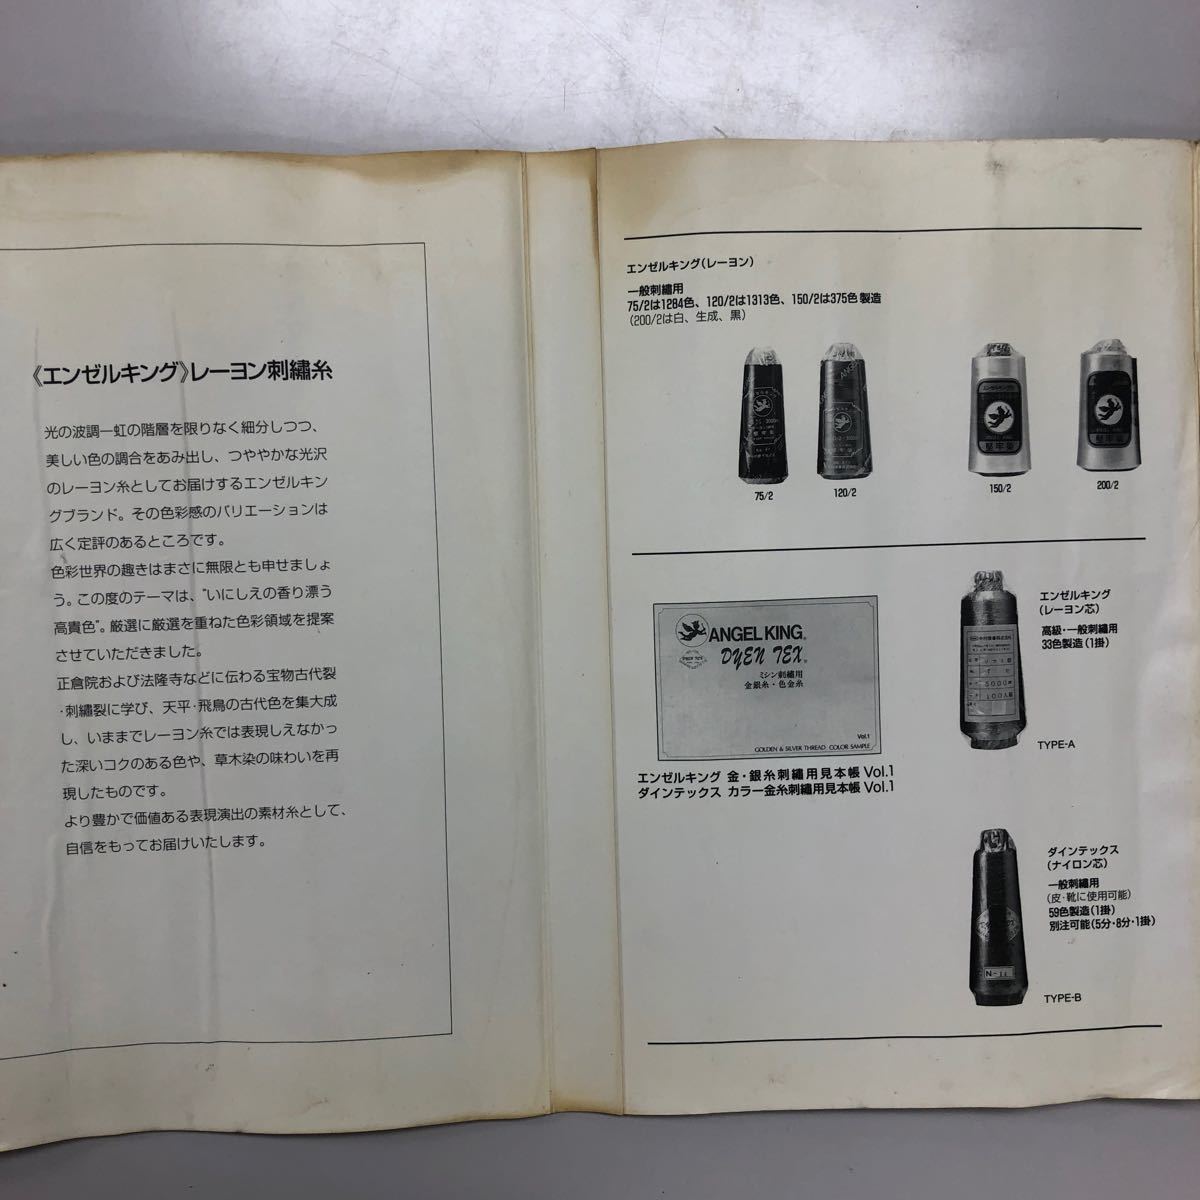 《エンゼルキング》レーヨン刺繡糸
光の波調一虹の階層を限りなく細分しつつ、
美しい色の調合をあみ出し、つややかな光沢
のレーヨン糸としてお届けするエンゼルキン
グブランド。その色彩感のバリエーションは
広く定評のあるところです。
色彩世界の趣きはまさに無限とも申せましょ
う。この度のテーマは、"いにしえの香り漂う
高貴色"。厳選に厳選を重ねた色彩領域を提案
させていただきました。
正倉院および法隆寺などに伝わる宝物古代裂
・刺繡裂に学び、天平・飛鳥の古代色を集大成
し、いままでレーヨン糸では表現しえなかっ
た深いコクのある色や、草木染の味わいを再
現したものです。
より豊かで価値ある表現演出の素材糸として、
自信をもってお届けいたします。
エンゼルキング(レーヨン)
一般刺繡用
75/2は1284色、120/2は1313色、150/2は375色製造
(200/2は白、生成、黒)
75/2
120/2
エンゼルキング
堅牢染
150/2
堅牢染
200/2
ANGEL KING®
DYEN TEX®
ミシン刺繡用
金銀糸・色金糸
Vol.1
GOLDEN & SILVER THREAD COLOR SAMPLE
エンゼルキング 金・銀糸刺繡用見本帳 Vol.1
ダインテックス カラー金糸刺繡用見本帳 Vol.1
エンゼルキング
(レーヨン芯)
高級・一般刺繡用
33色製造(1掛)
5000
TYPE-A
ダインテックス
(ナイロン芯)
一般刺繡用
(皮・靴に使用可能)
59色製造(1掛)
別注可能(5分・8分・1掛)
N-11
TYPE-B